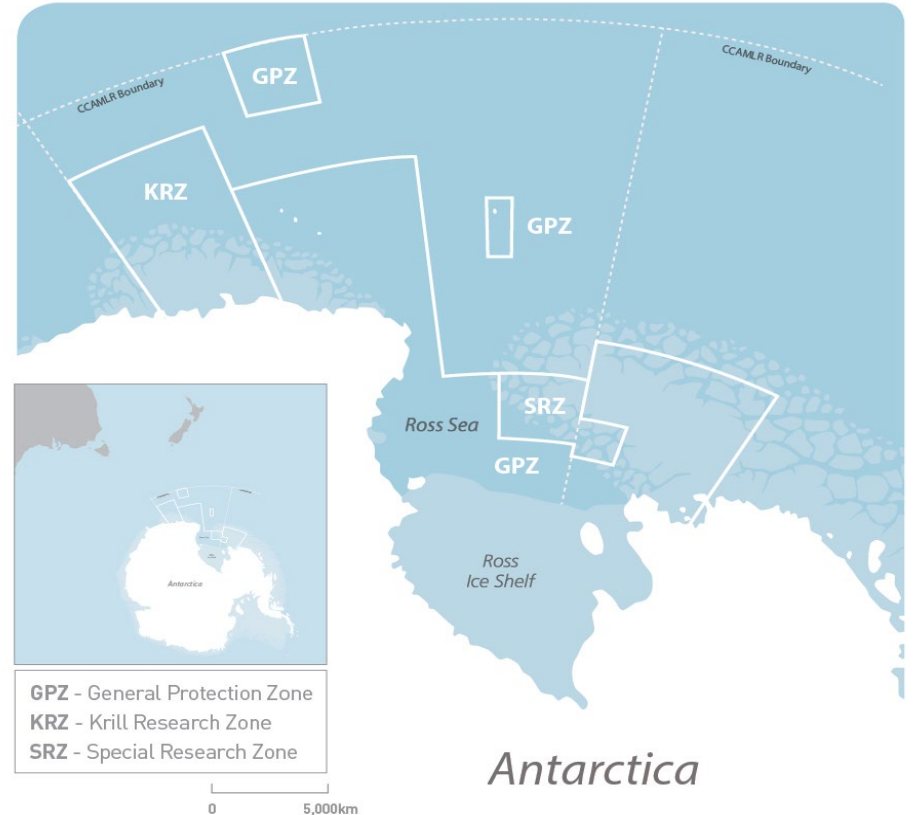 CCAMLR Boundary
GPZ
CCAMLR Boundary
KRZ
GPZ
SRZ
Ross Sea
GPZ
Ross
Ice Shelf
Antarctica
GPZ - General Protection Zone
KRZ - Krill Research Zone
SRZ - Special Research Zone
Antarctica
0 5,000km